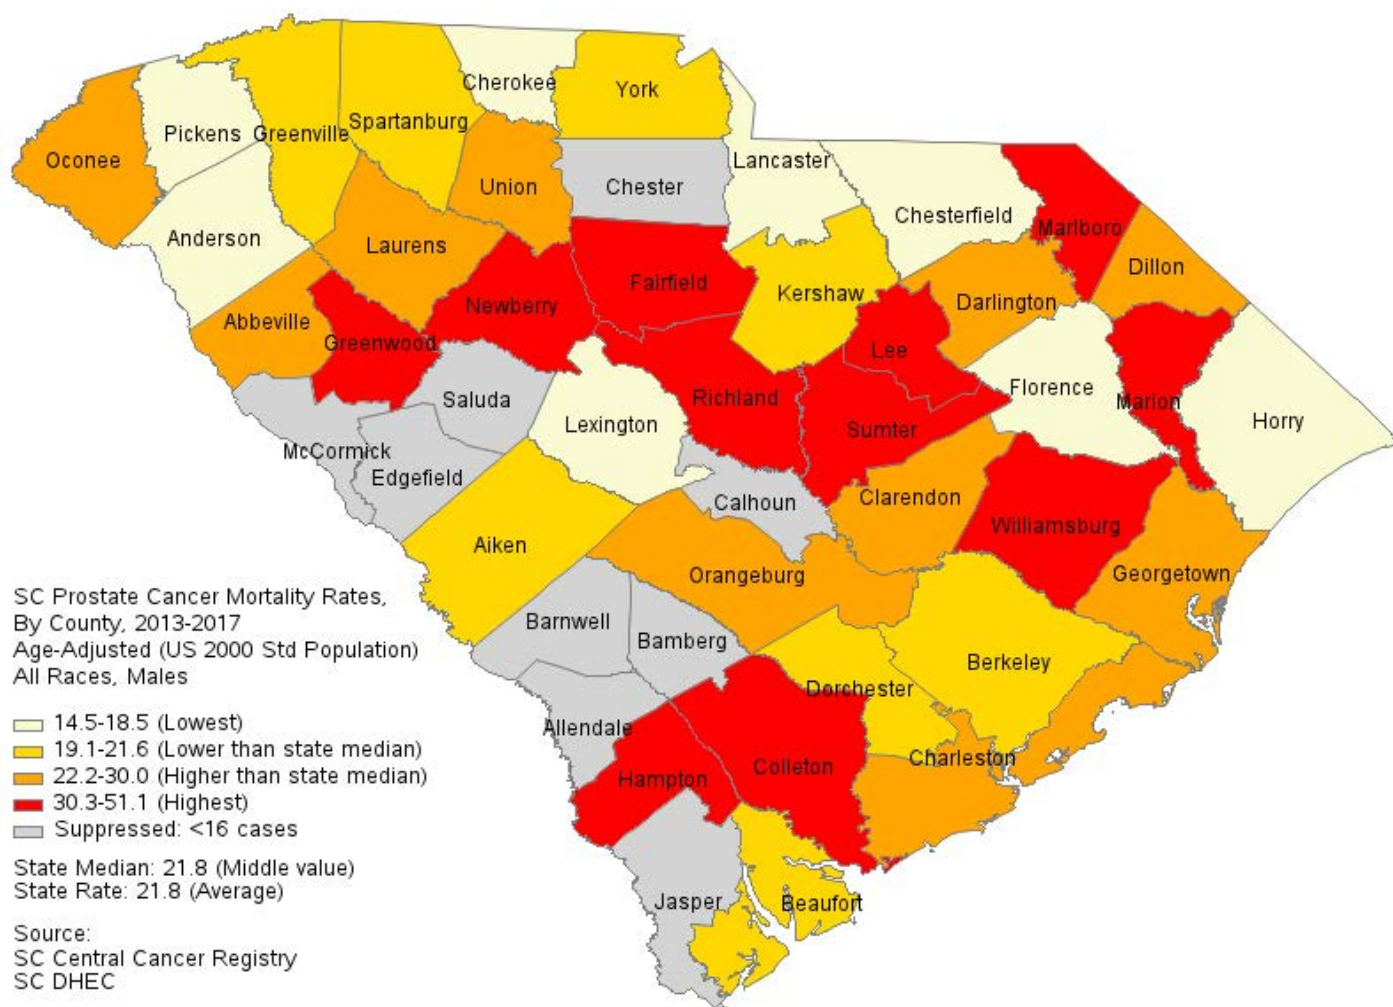 Cherokee
York
Pickens
Greenville
Spartanburg
Oconee
Union
Chester
Lancaster
Chesterfield
Marlboro
Anderson
Laurens
Dillon
Fairfield
Kershaw
Newberry
Darlington
Abbeville
Greenwood
Lee
Saluda
Richland
Florence
Marion
Horry
Lexington
Sumter
McCormick
Edgefield
Calhoun
Clarendon
Williamsburg
Aiken
Orangeburg
Georgetown
Barnwell
Bamberg
Berkeley
Dorchester
Allendale
Hampton
Colleton
Charleston
Jasper
Beaufort
SC Prostate Cancer Mortality Rates,
By County, 2013-2017
Age-Adjusted (US 2000 Std Population)
All Races, Males
14.5-18.5 (Lowest)
19.1-21.6 (Lower than state median)
22.2-30.0 (Higher than state median)
30.3-51.1 (Highest)
Suppressed: <16 cases
State Median: 21.8 (Middle value)
State Rate: 21.8 (Average)
Source:
SC Central Cancer Registry
SC DHEC